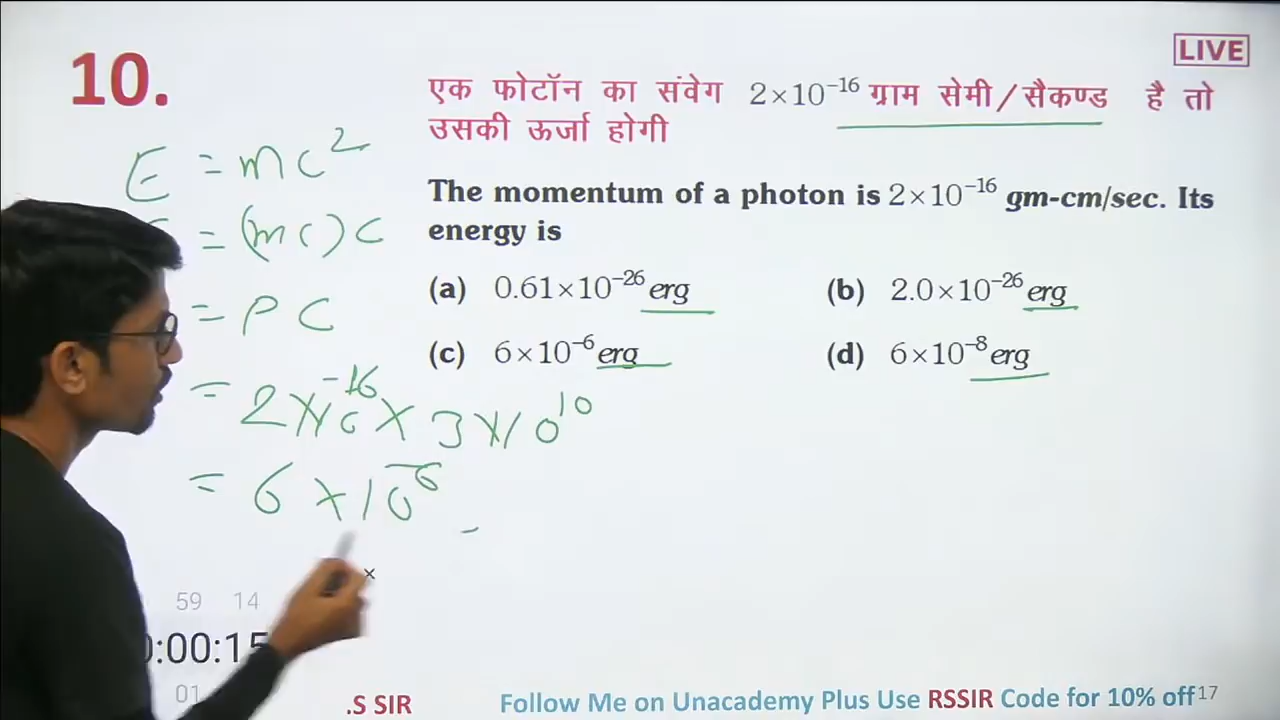 10.
LIVE
एक फोटॉन का संवेग 2×10⁻¹⁶ ग्राम सेमी/सैकण्ड है तो
उसकी ऊर्जा होगी
The momentum of a photon is 2×10⁻¹⁶ gm-cm/sec. Its
energy is
(a) 0.61×10⁻²⁶ erg (b) 2.0×10⁻²⁶ erg
(c) 6×10⁻⁶ erg (d) 6×10⁻⁸ erg
E = mc²
= (mc)c
= PC
= 2×10⁻¹⁶ × 3×10¹⁰
= 6×10⁻⁶
×
59 14
:00:15
01
.S SIR
Follow Me on Unacademy Plus Use RSSIR Code for 10% off
17